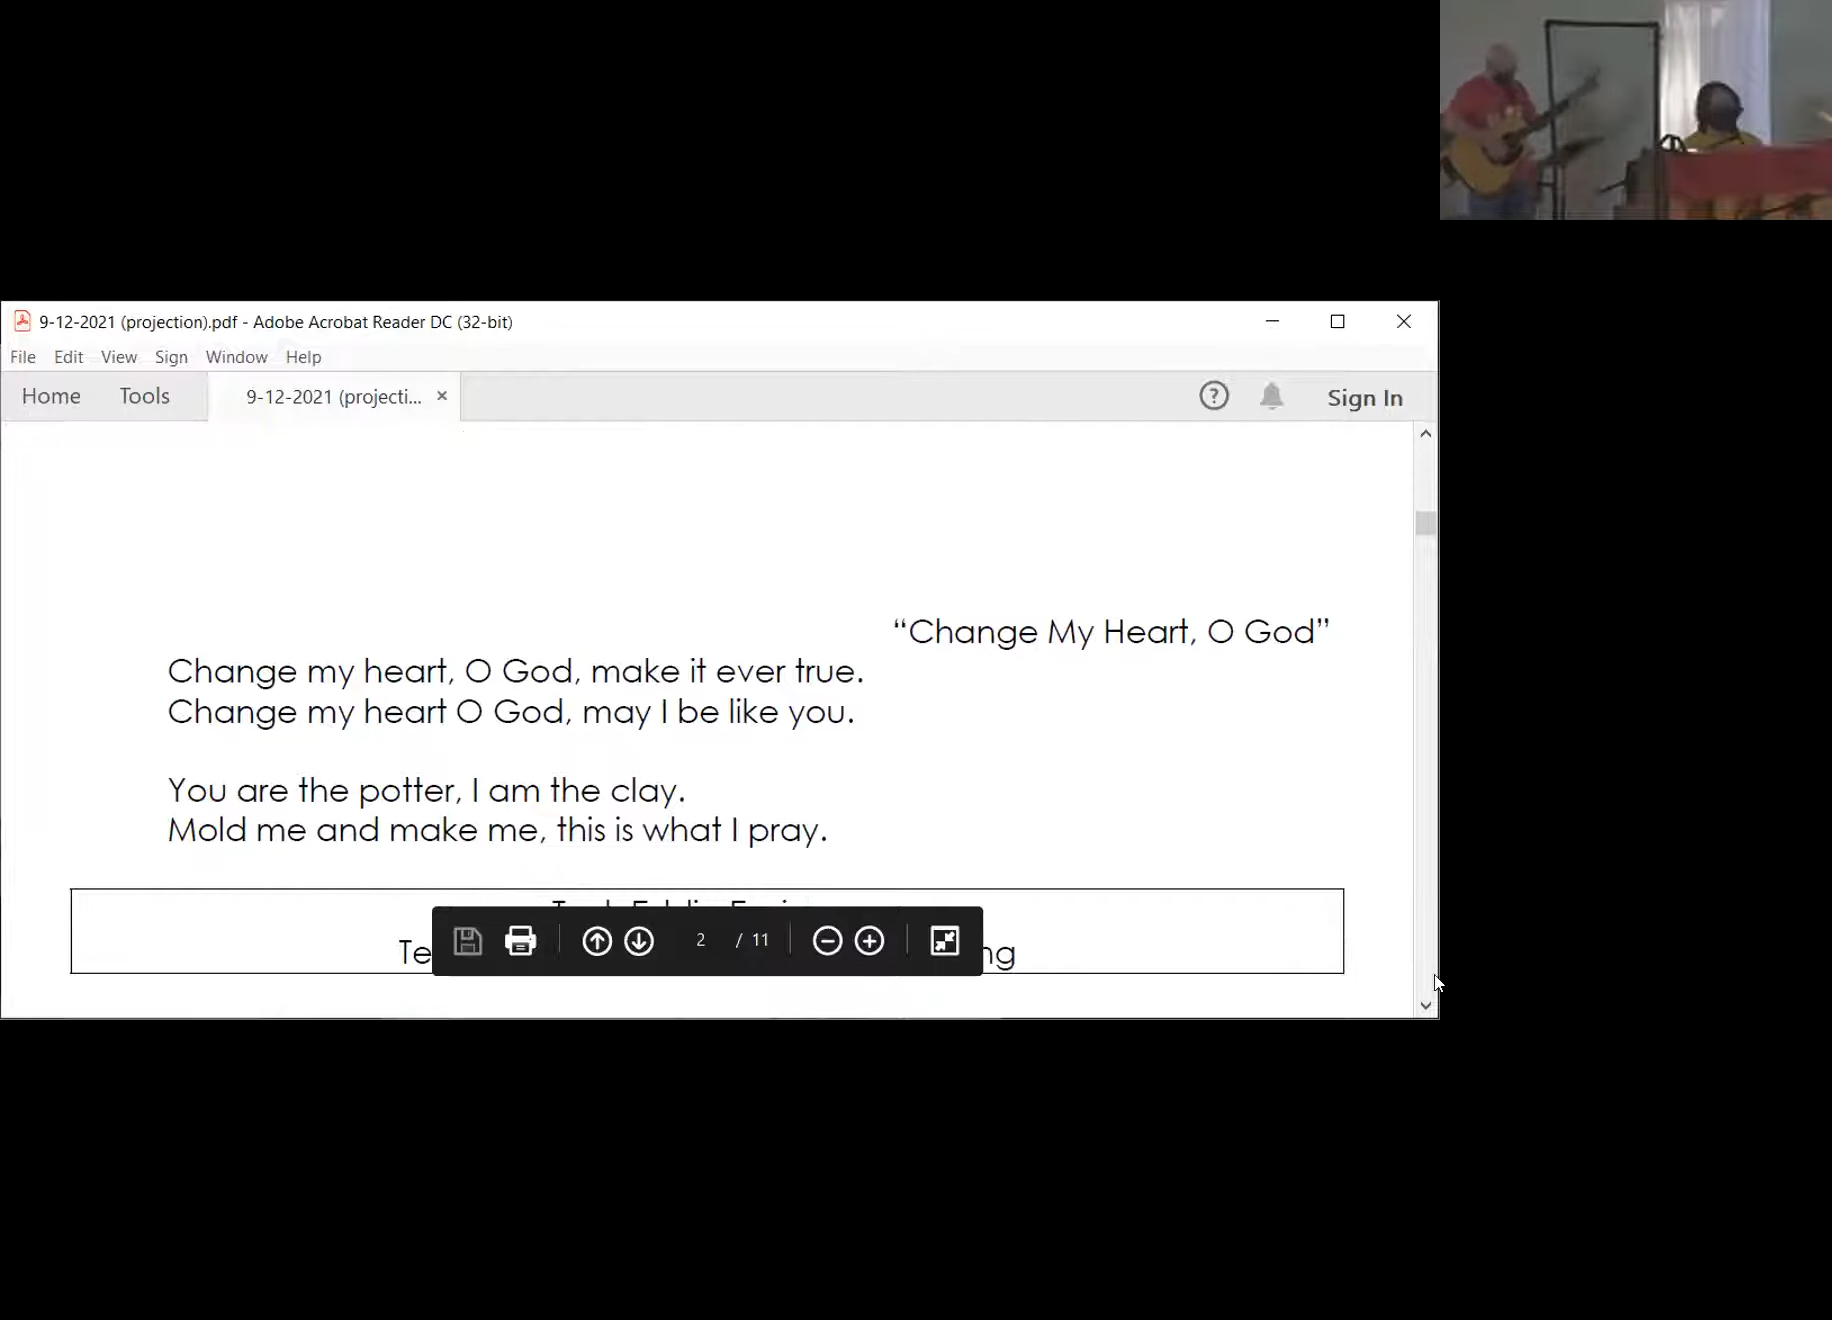 9-12-2021 (projection).pdf - Adobe Acrobat Reader DC (32-bit)
File Edit View Sign Window Help
Home Tools 9-12-2021 (projecti... × ? Sign In
“Change My Heart, O God”
Change my heart, O God, make it ever true.
Change my heart O God, may I be like you.
You are the potter, I am the clay.
Mold me and make me, this is what I pray.
2 / 11